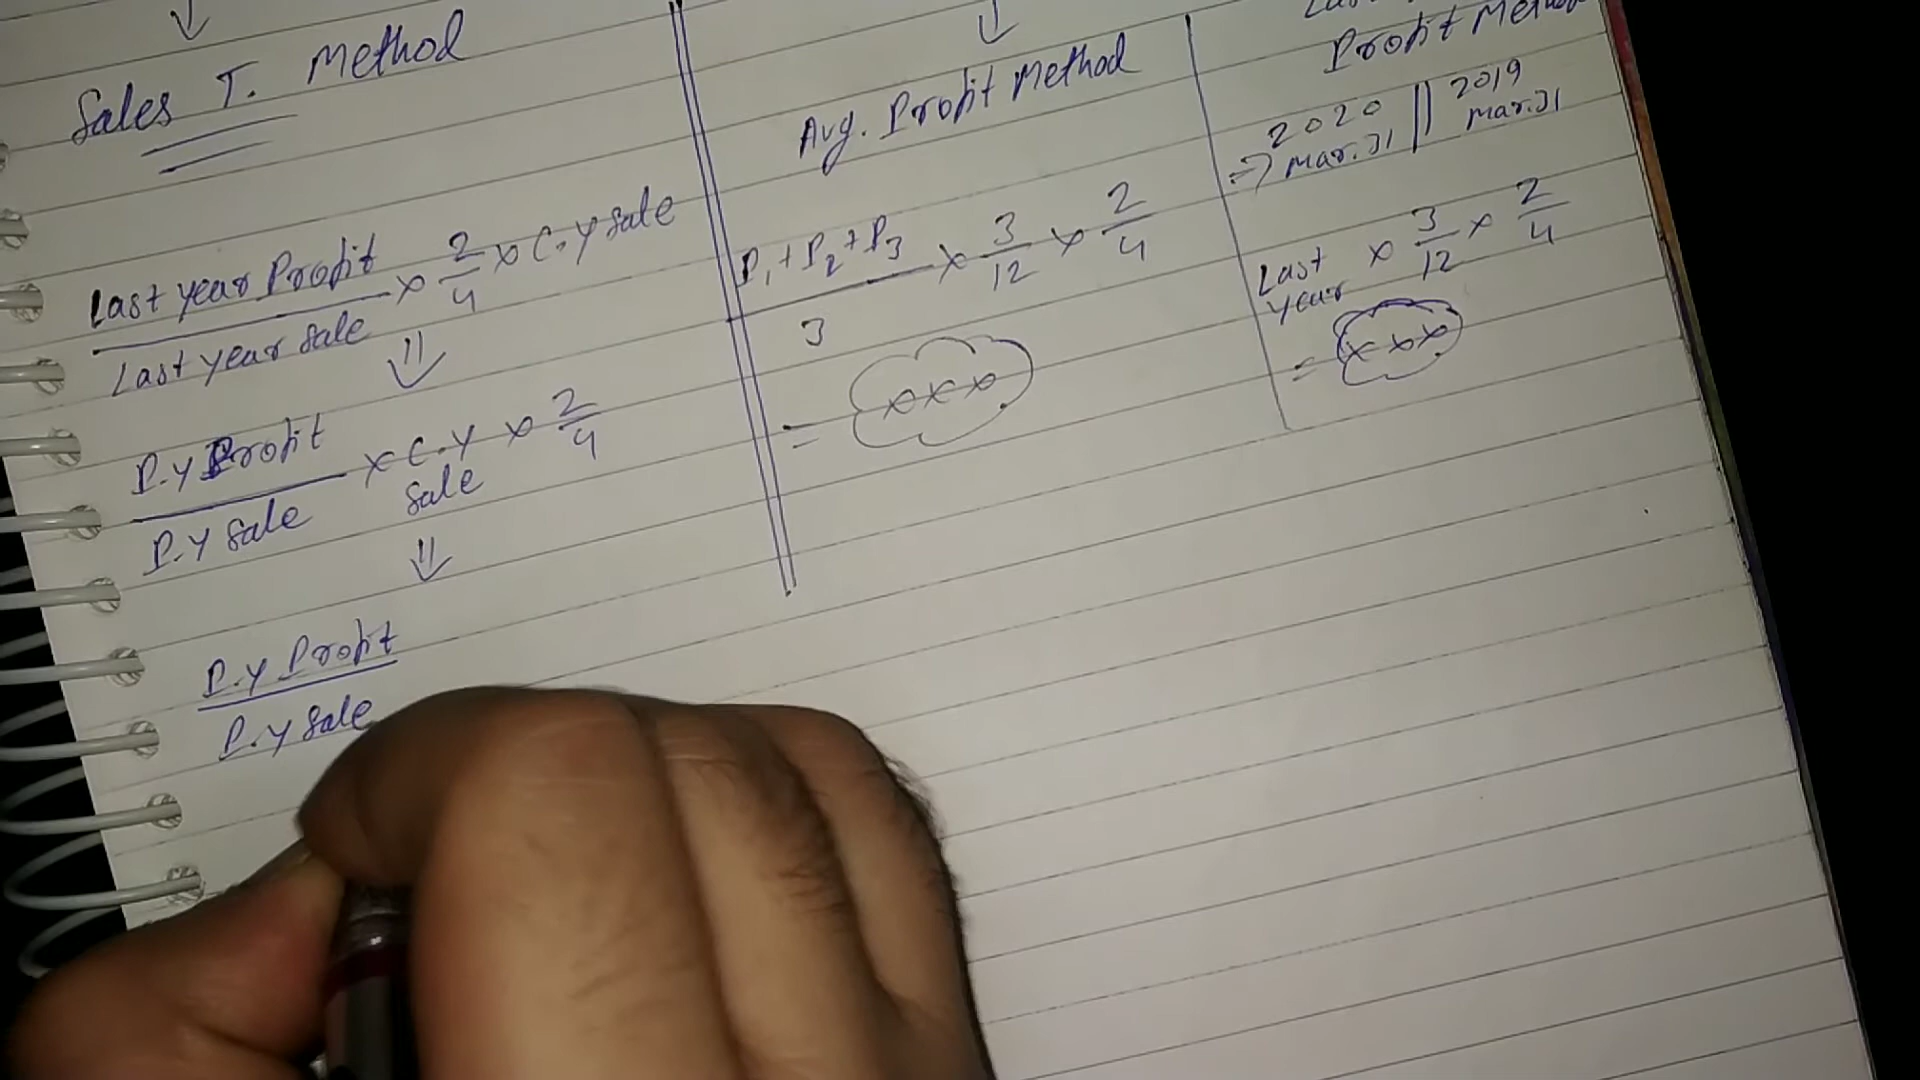 Sales T. Method
Last year Profit / Last year Sale × 2/4 × C.Y Sale
P.Y Profit / P.Y Sale × C.Y Sale × 2/4
P.Y Profit / P.Y Sale
Avg. Profit Method
P1+P2+P3 / 3 × 3/12 × 2/4
= ×××
Profit Method
⇒ 2020 Mar.31 || 2019 Mar.31
Last year × 3/12 × 2/4
= ×××